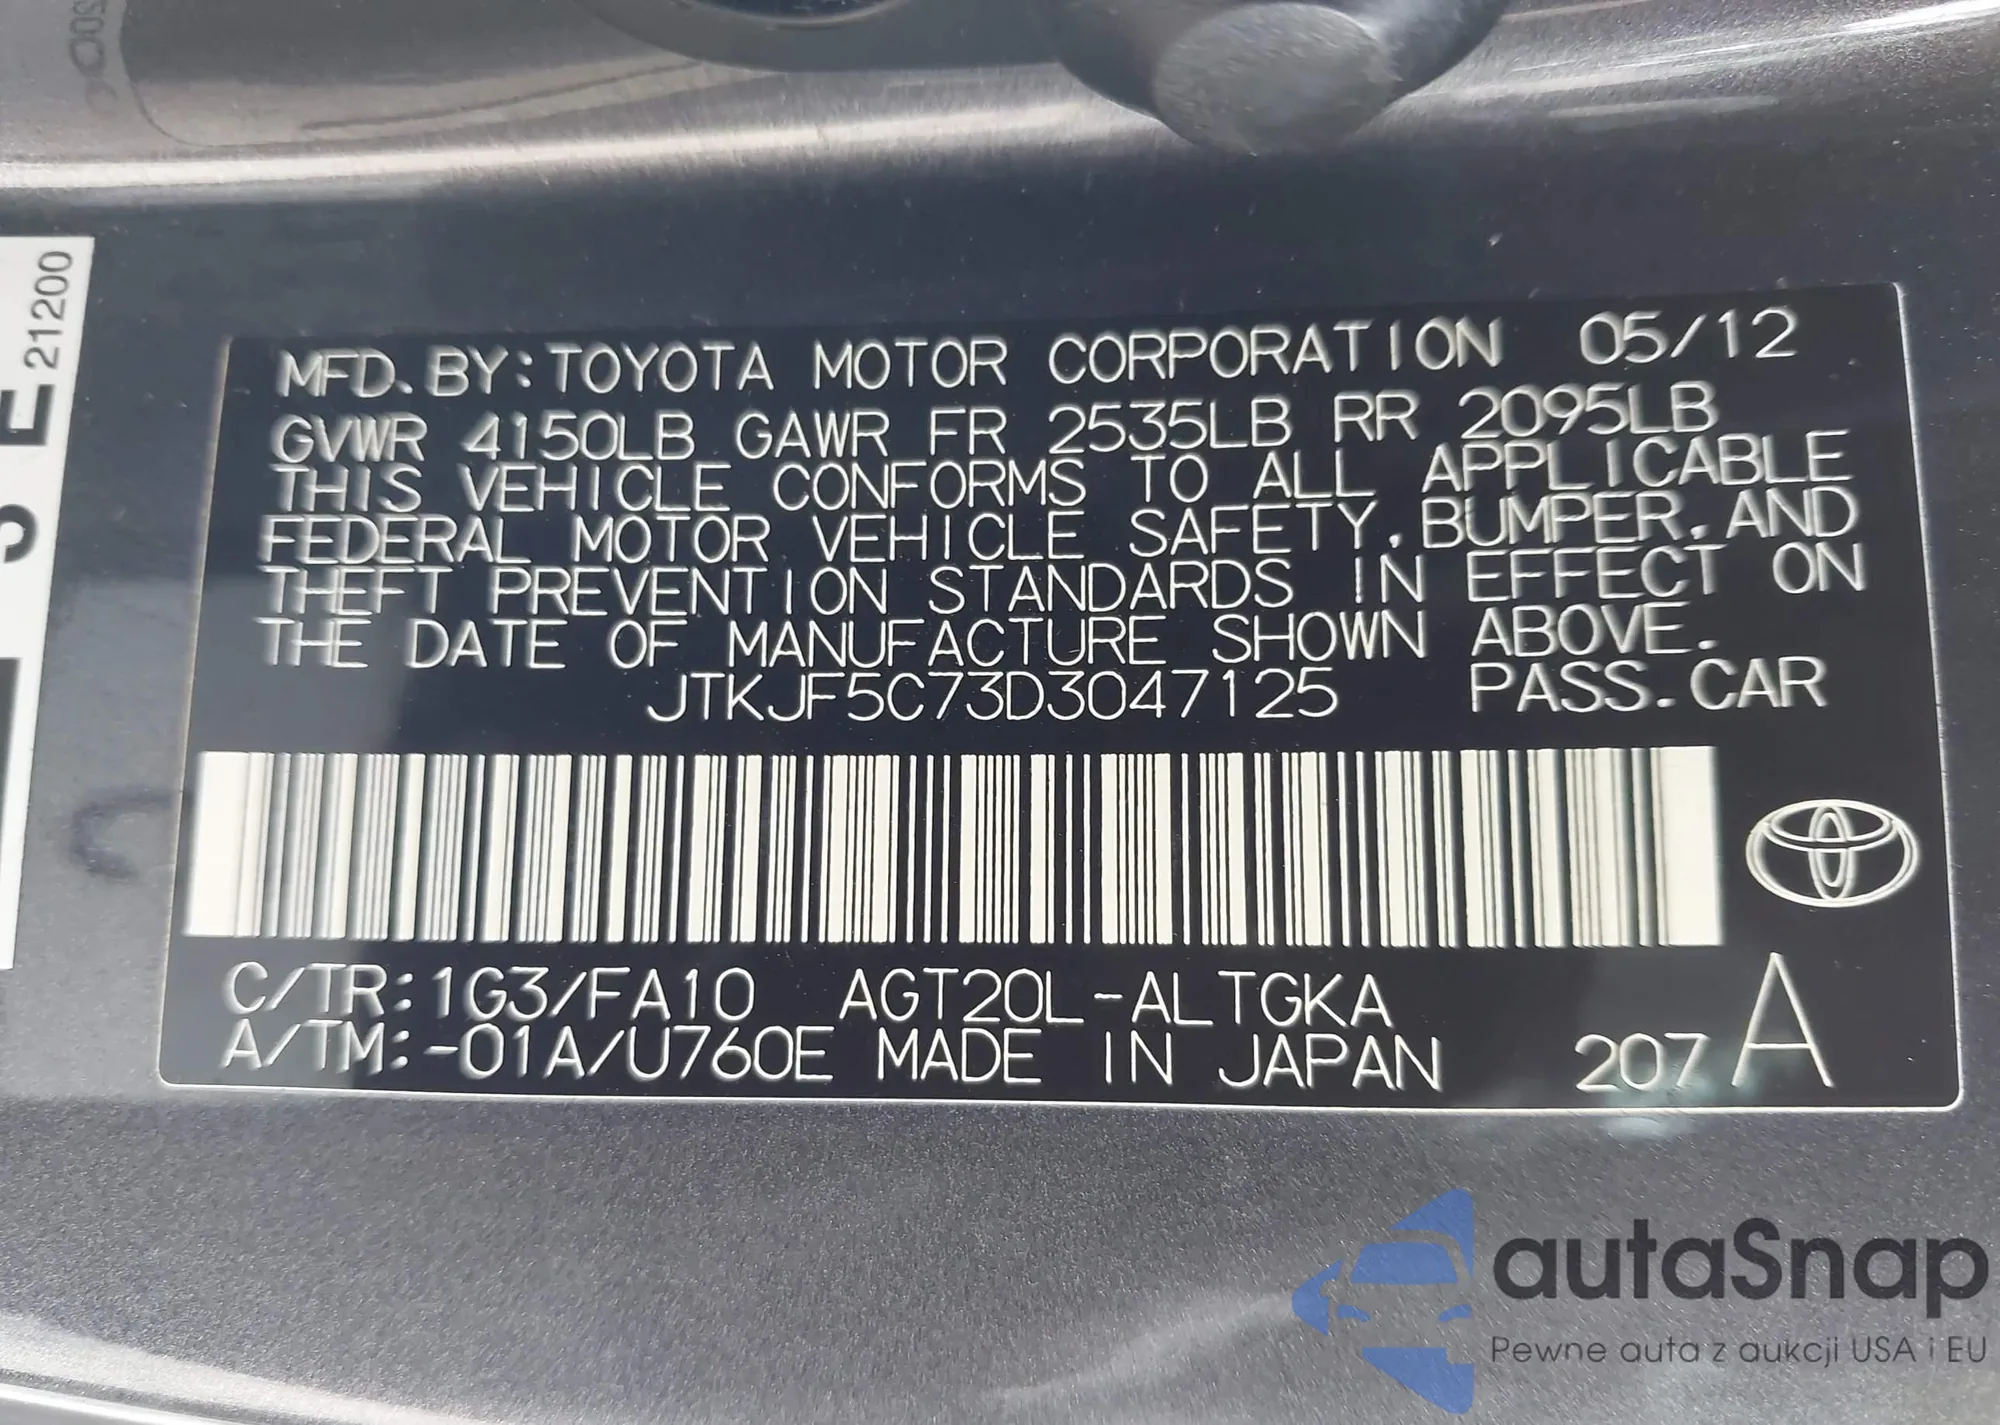 MFD. BY: TOYOTA MOTOR CORPORATION 05/12
GVWR 4150LB GAWR FR 2535LB RR 2095LB
THIS VEHICLE CONFORMS TO ALL APPLICABLE
FEDERAL MOTOR VEHICLE SAFETY, BUMPER, AND
THEFT PREVENTION STANDARDS IN EFFECT ON
THE DATE OF MANUFACTURE SHOWN ABOVE.
JTKJF5C73D3047125 PASS. CAR
C/TR: 1G3/FA10 AGT20L-ALTGKA
A/TM: -01A/U760E MADE IN JAPAN 207 A
21200
autaSnap
Pewne auta z aukcji USA i EU